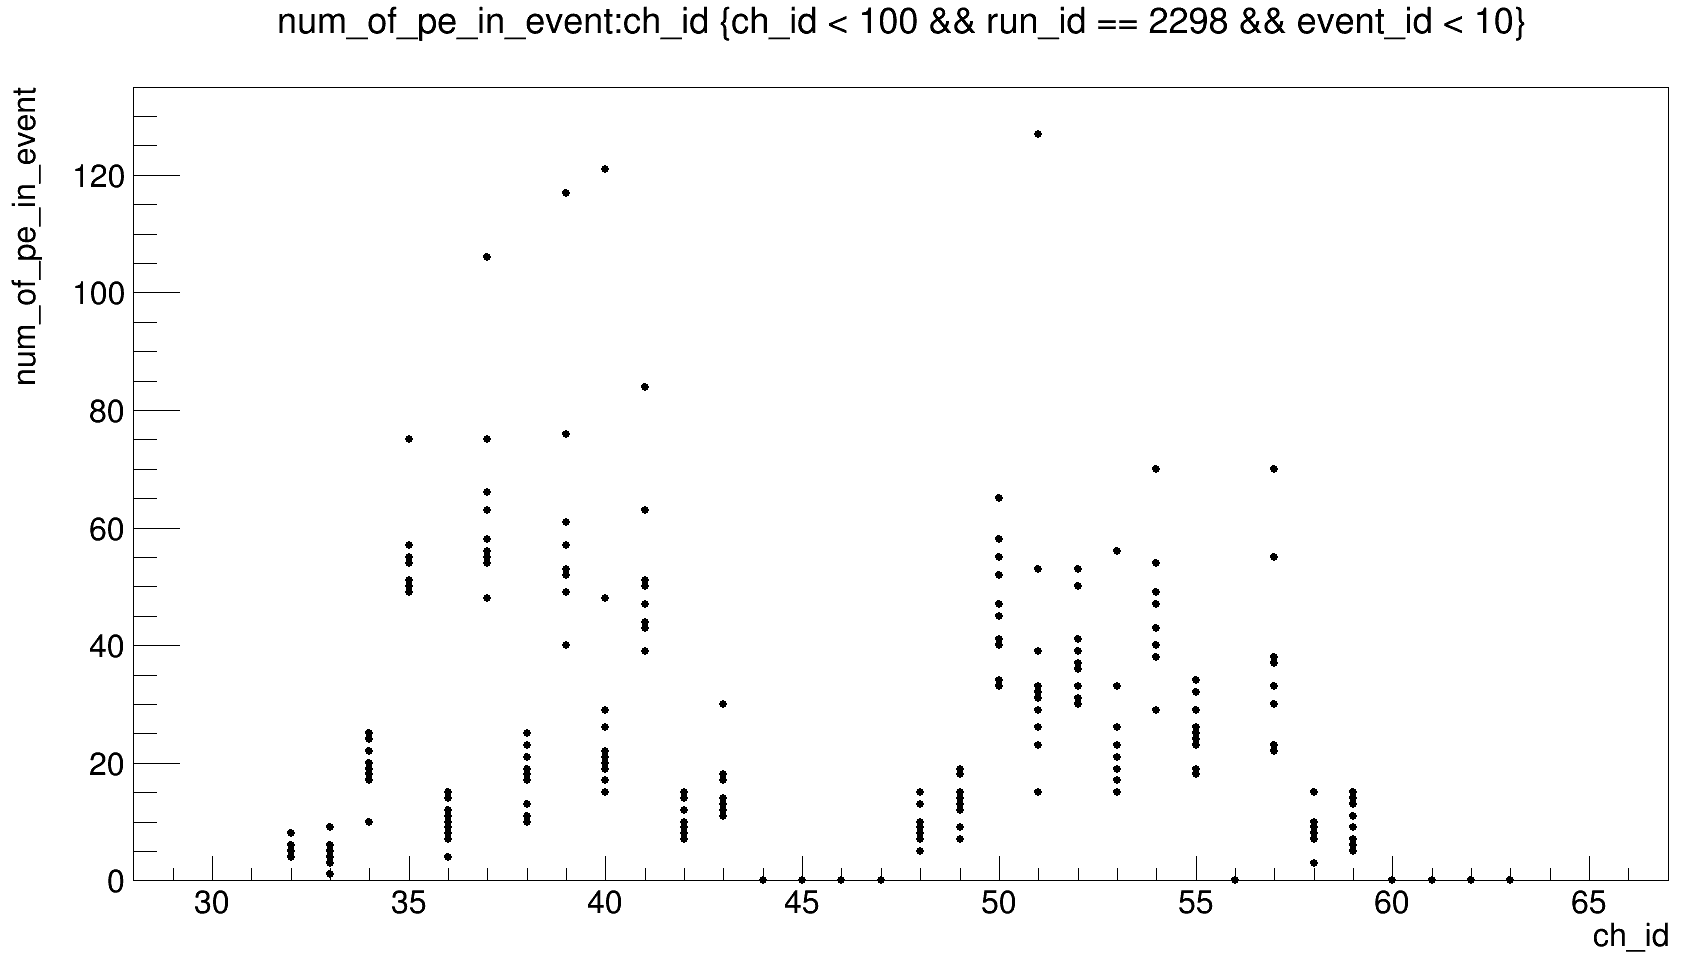 num_of_pe_in_event:ch_id {ch_id < 100 && run_id == 2298 && event_id < 10}
num_of_pe_in_event
120
100
80
60
40
20
0
30 35 40 45 50 55 60 65
ch_id